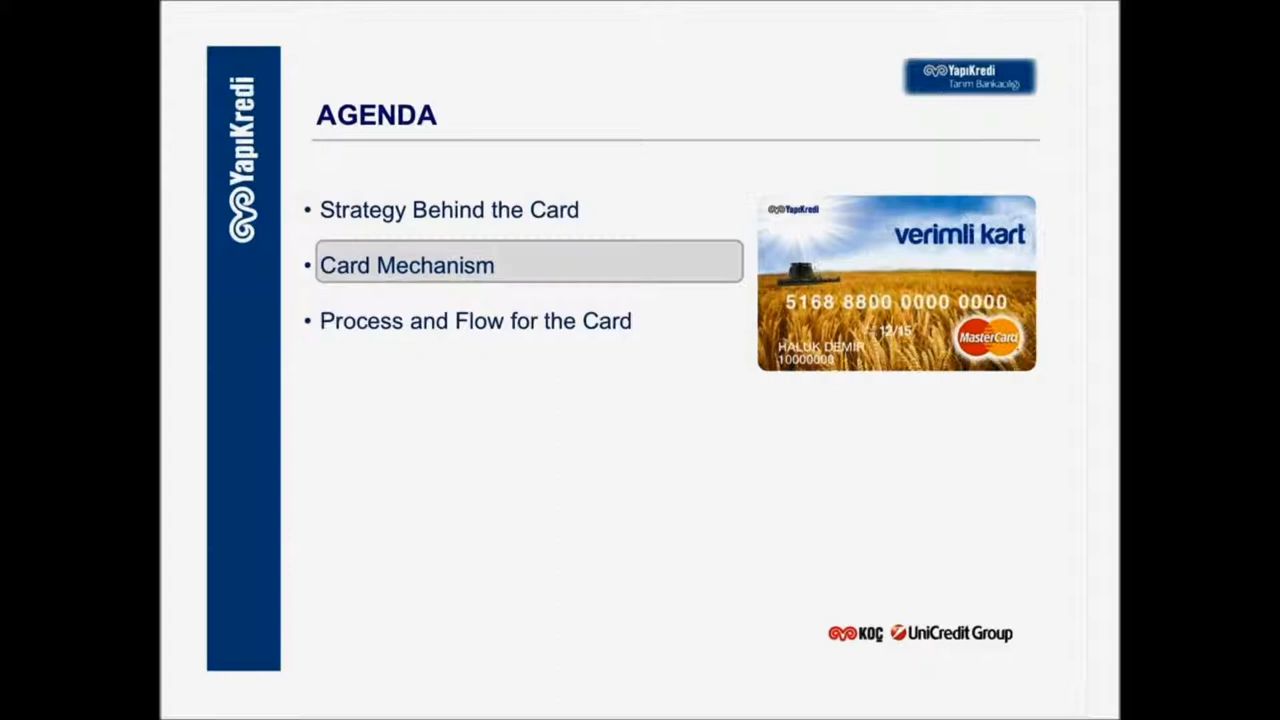 YapıKredi
YapıKredi
Tarım Bankacılığı
AGENDA
• Strategy Behind the Card
• Card Mechanism
• Process and Flow for the Card
YapıKredi
verimli kart
5168 8800 0000 0000
12/15
HALUK DEMİR
10000000
MasterCard
KOÇ UniCredit Group